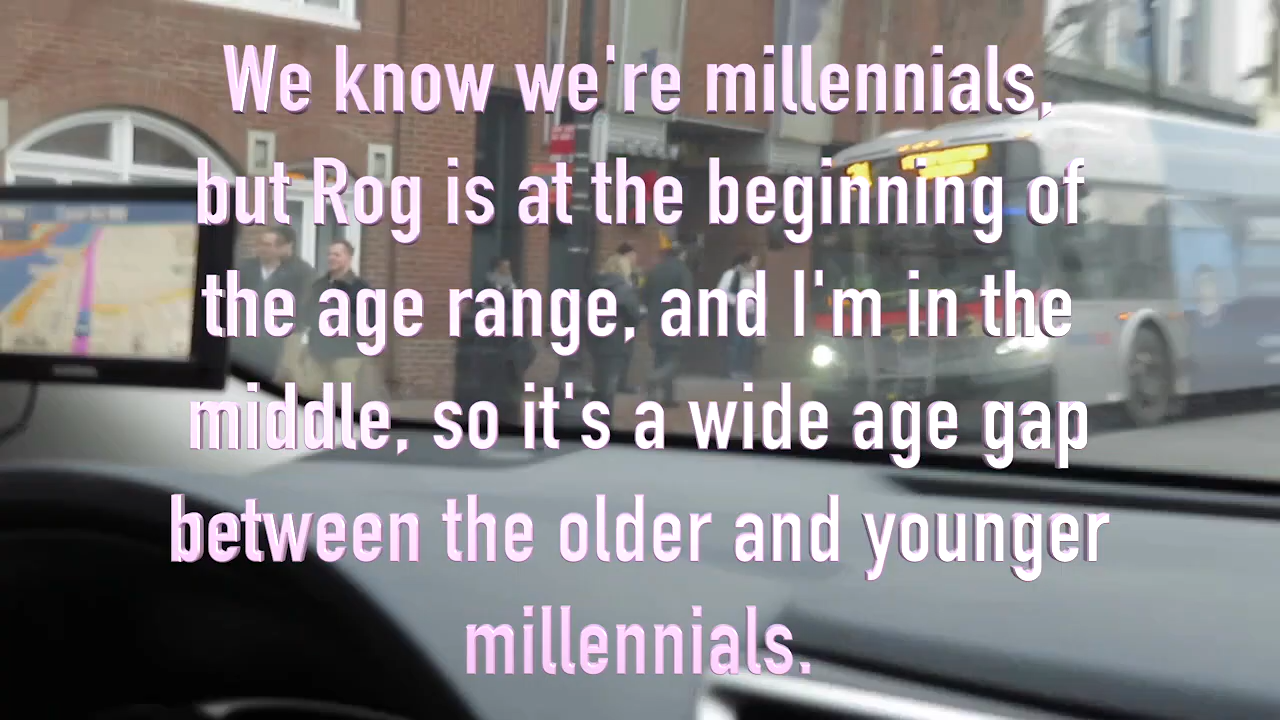 We know we're millennials,
but Rog is at the beginning of
the age range, and I'm in the
middle, so it's a wide age gap
between the older and younger
millennials.